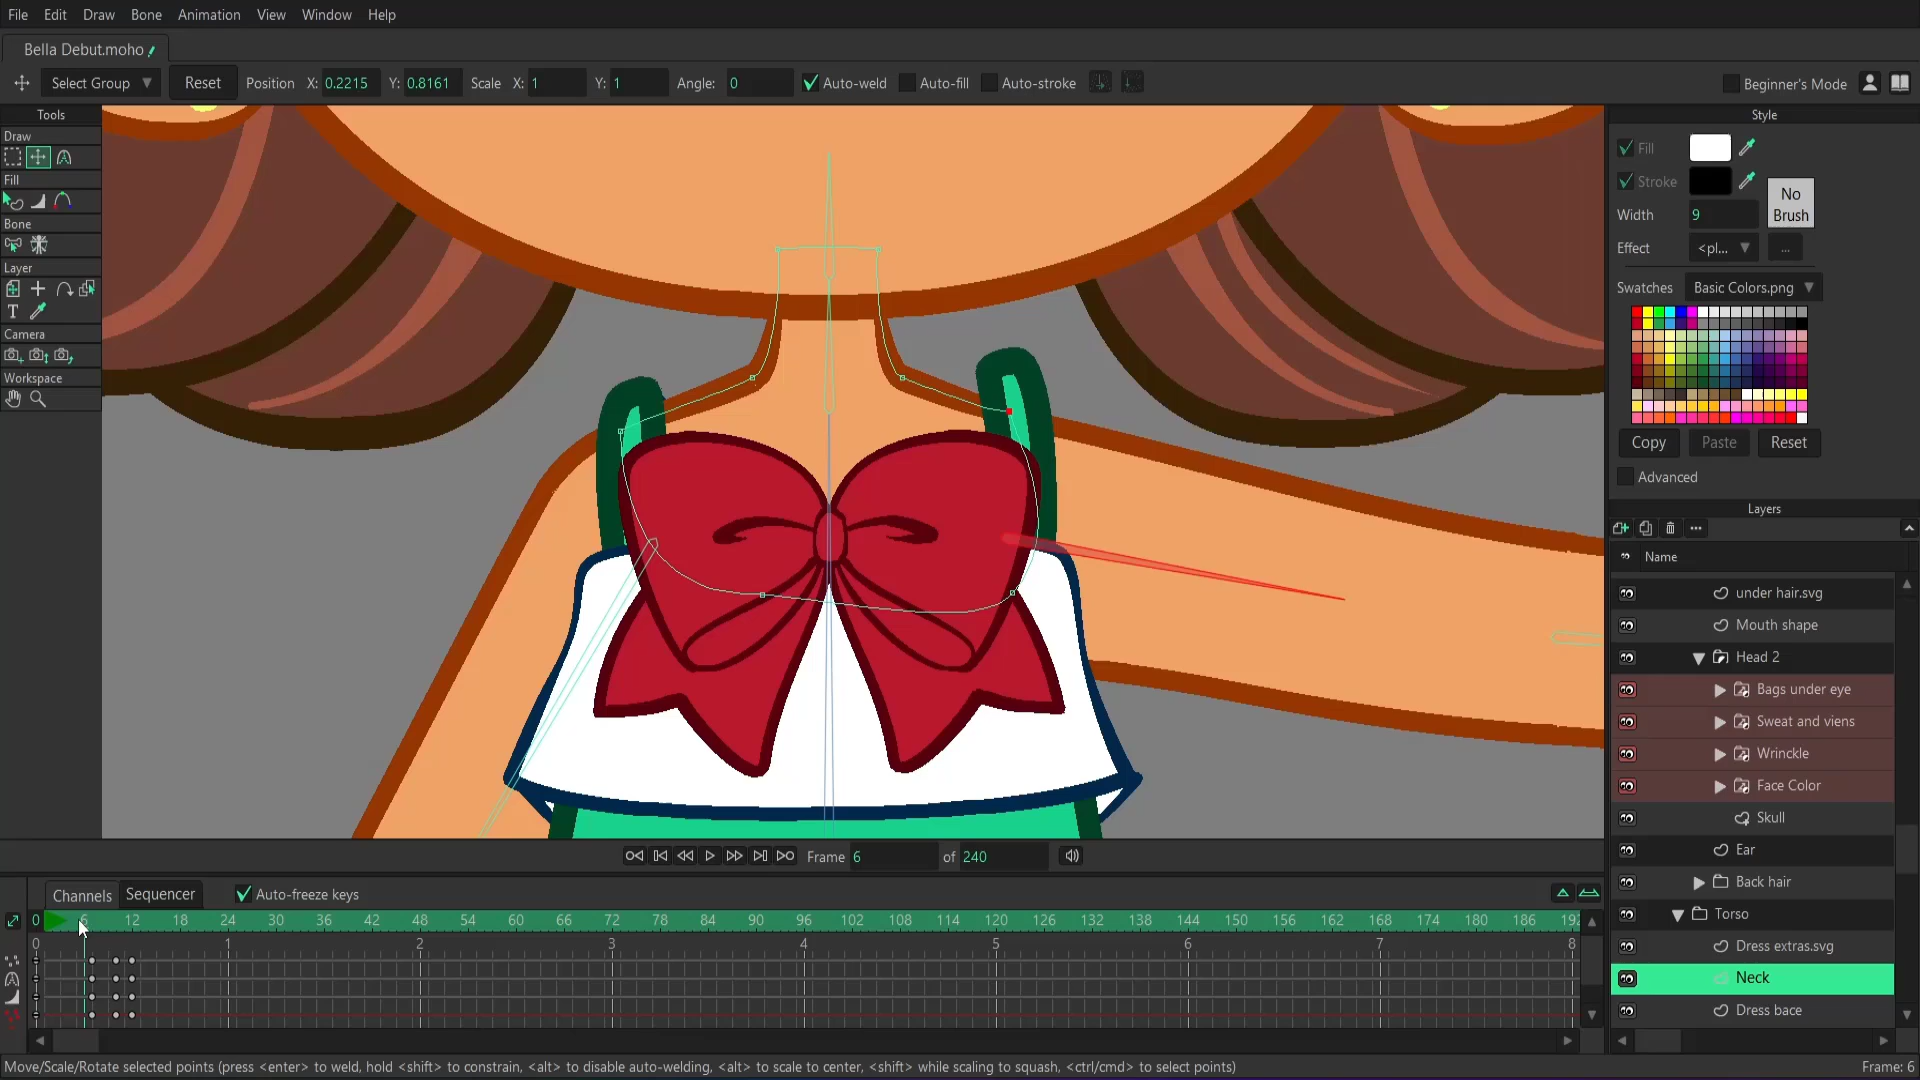 File Edit Draw Bone Animation View Window Help
Bella Debut.moho
Select Group Reset Position X: 0.2215 Y: 0.8161 Scale X: 1 Y: 1 Angle: 0 Auto-weld Auto-fill Auto-stroke Beginner's Mode
Tools
Draw
Fill
Bone
Layer
T
Camera
Workspace
Style
Fill
Stroke
No
Brush
Width 9
Effect <pl... ...
Swatches Basic Colors.png
Copy Paste Reset
Advanced
Layers
Name
under hair.svg
Mouth shape
Head 2
Bags under eye
Sweat and viens
Wrinckle
Face Color
Skull
Ear
Back hair
Torso
Dress extras.svg
Neck
Dress bace
Frame 6 of 240
Channels Sequencer Auto-freeze keys
0 6 12 18 24 30 36 42 48 54 60 66 72 78 84 90 96 102 108 114 120 126 132 138 144 150 156 162 168 174 180 186 192
0 1 2 3 4 5 6 7 8
Move/Scale/Rotate selected points (press <enter> to weld, hold <shift> to constrain, <alt> to disable auto-welding, <alt> to scale to center, <shift> while scaling to squash, <ctrl/cmd> to select points) Frame: 6